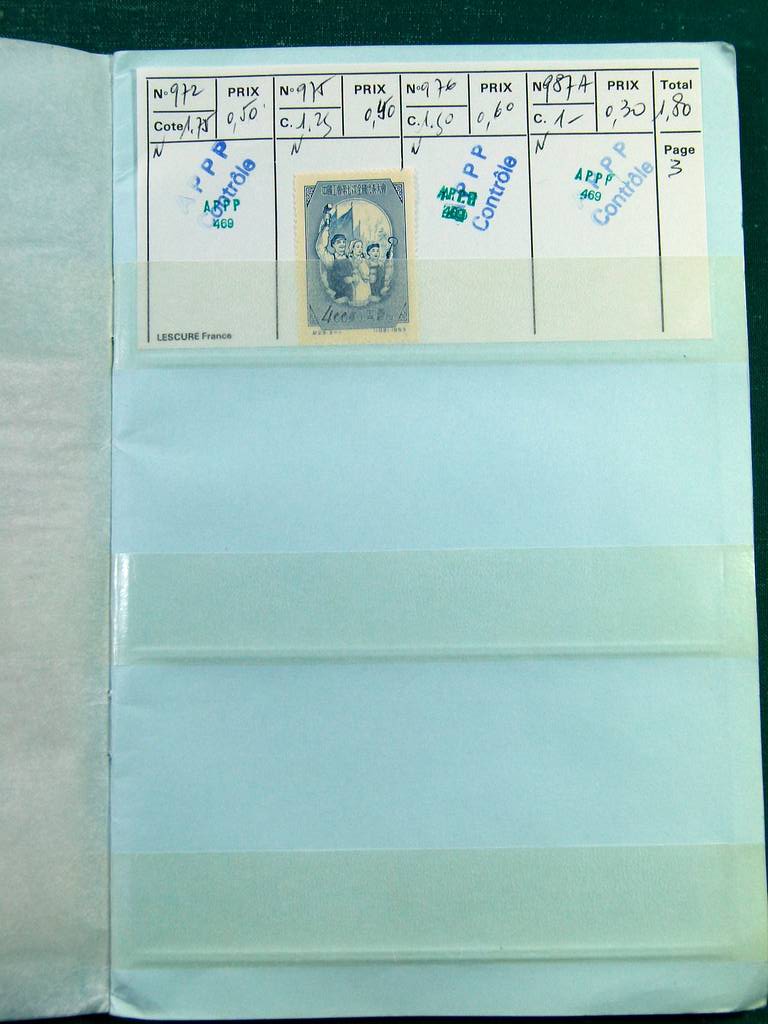 N° 972 PRIX N° 975 PRIX N° 976 PRIX N° 987A PRIX Total
Cote 1,75 0,50 C. 1,25 0,40 C. 1,50 0,60 C. 1- 0,30 1,80
N N N N Page
3
APPP
Contrôle
APPP
469
APPP
Contrôle
APPP
469
APPP
Contrôle
APPP
469
LESCURE France
400